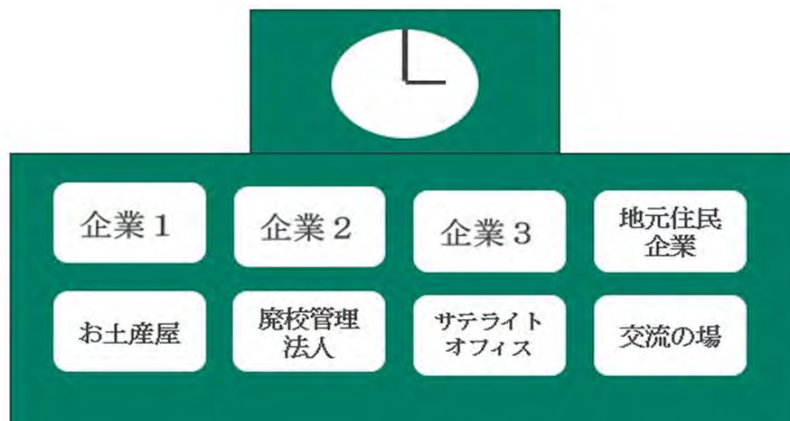 企業１
企業２
企業３
地元住民
企業
お土産屋
廃校管理
法人
サテライト
オフィス
交流の場